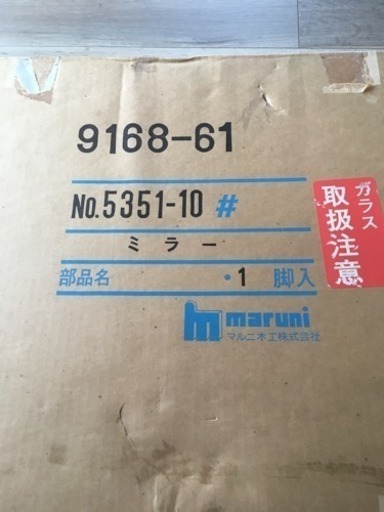 9168-61
No.5351-10 #
ミラー
部品名 ・1 脚入
maruni
マルニ木工株式会社
ガラス
取扱注意